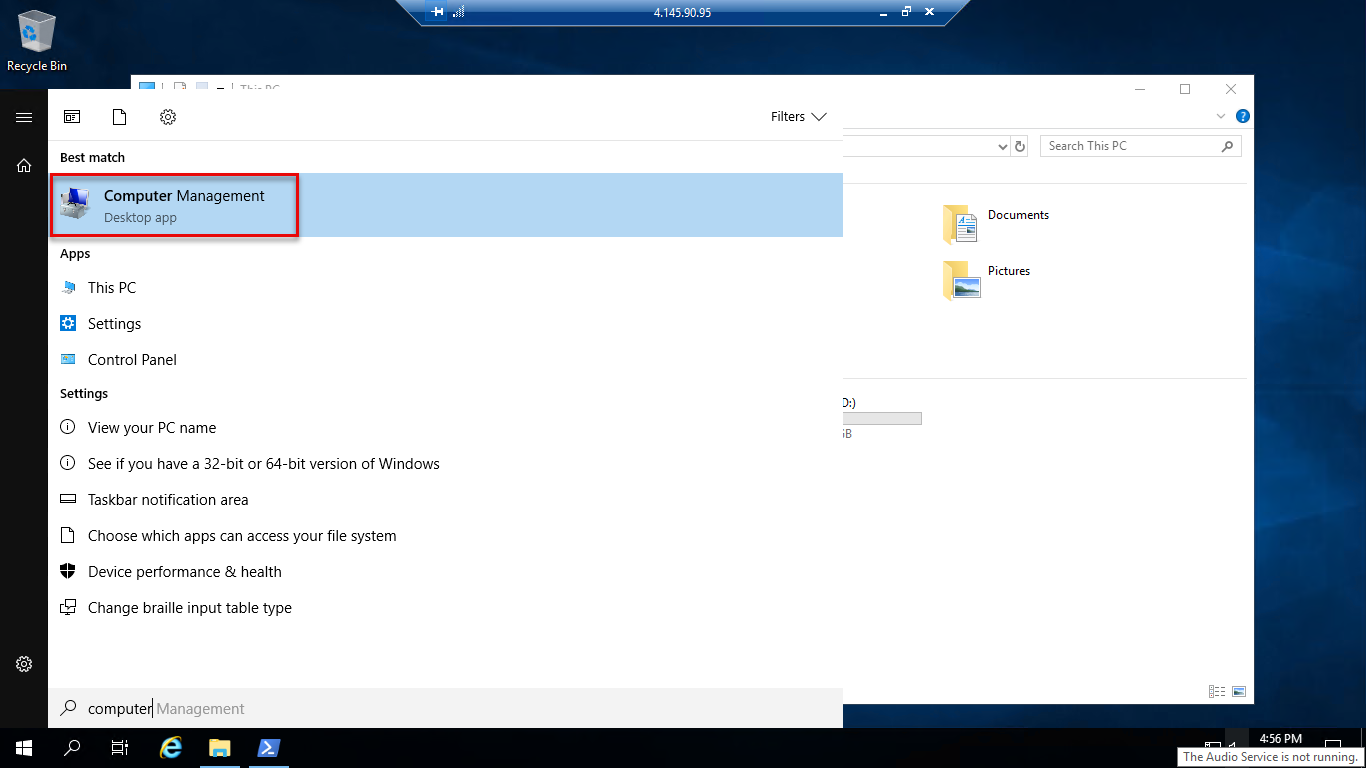 4.145.90.95
Recycle Bin
This PC
Filters
Search This PC
Best match
Computer Management
Desktop app
Documents
Apps
This PC
Pictures
Settings
Control Panel
Settings
D:)
GB
View your PC name
See if you have a 32-bit or 64-bit version of Windows
Taskbar notification area
Choose which apps can access your file system
Device performance & health
Change braille input table type
computer Management
4:56 PM
The Audio Service is not running.